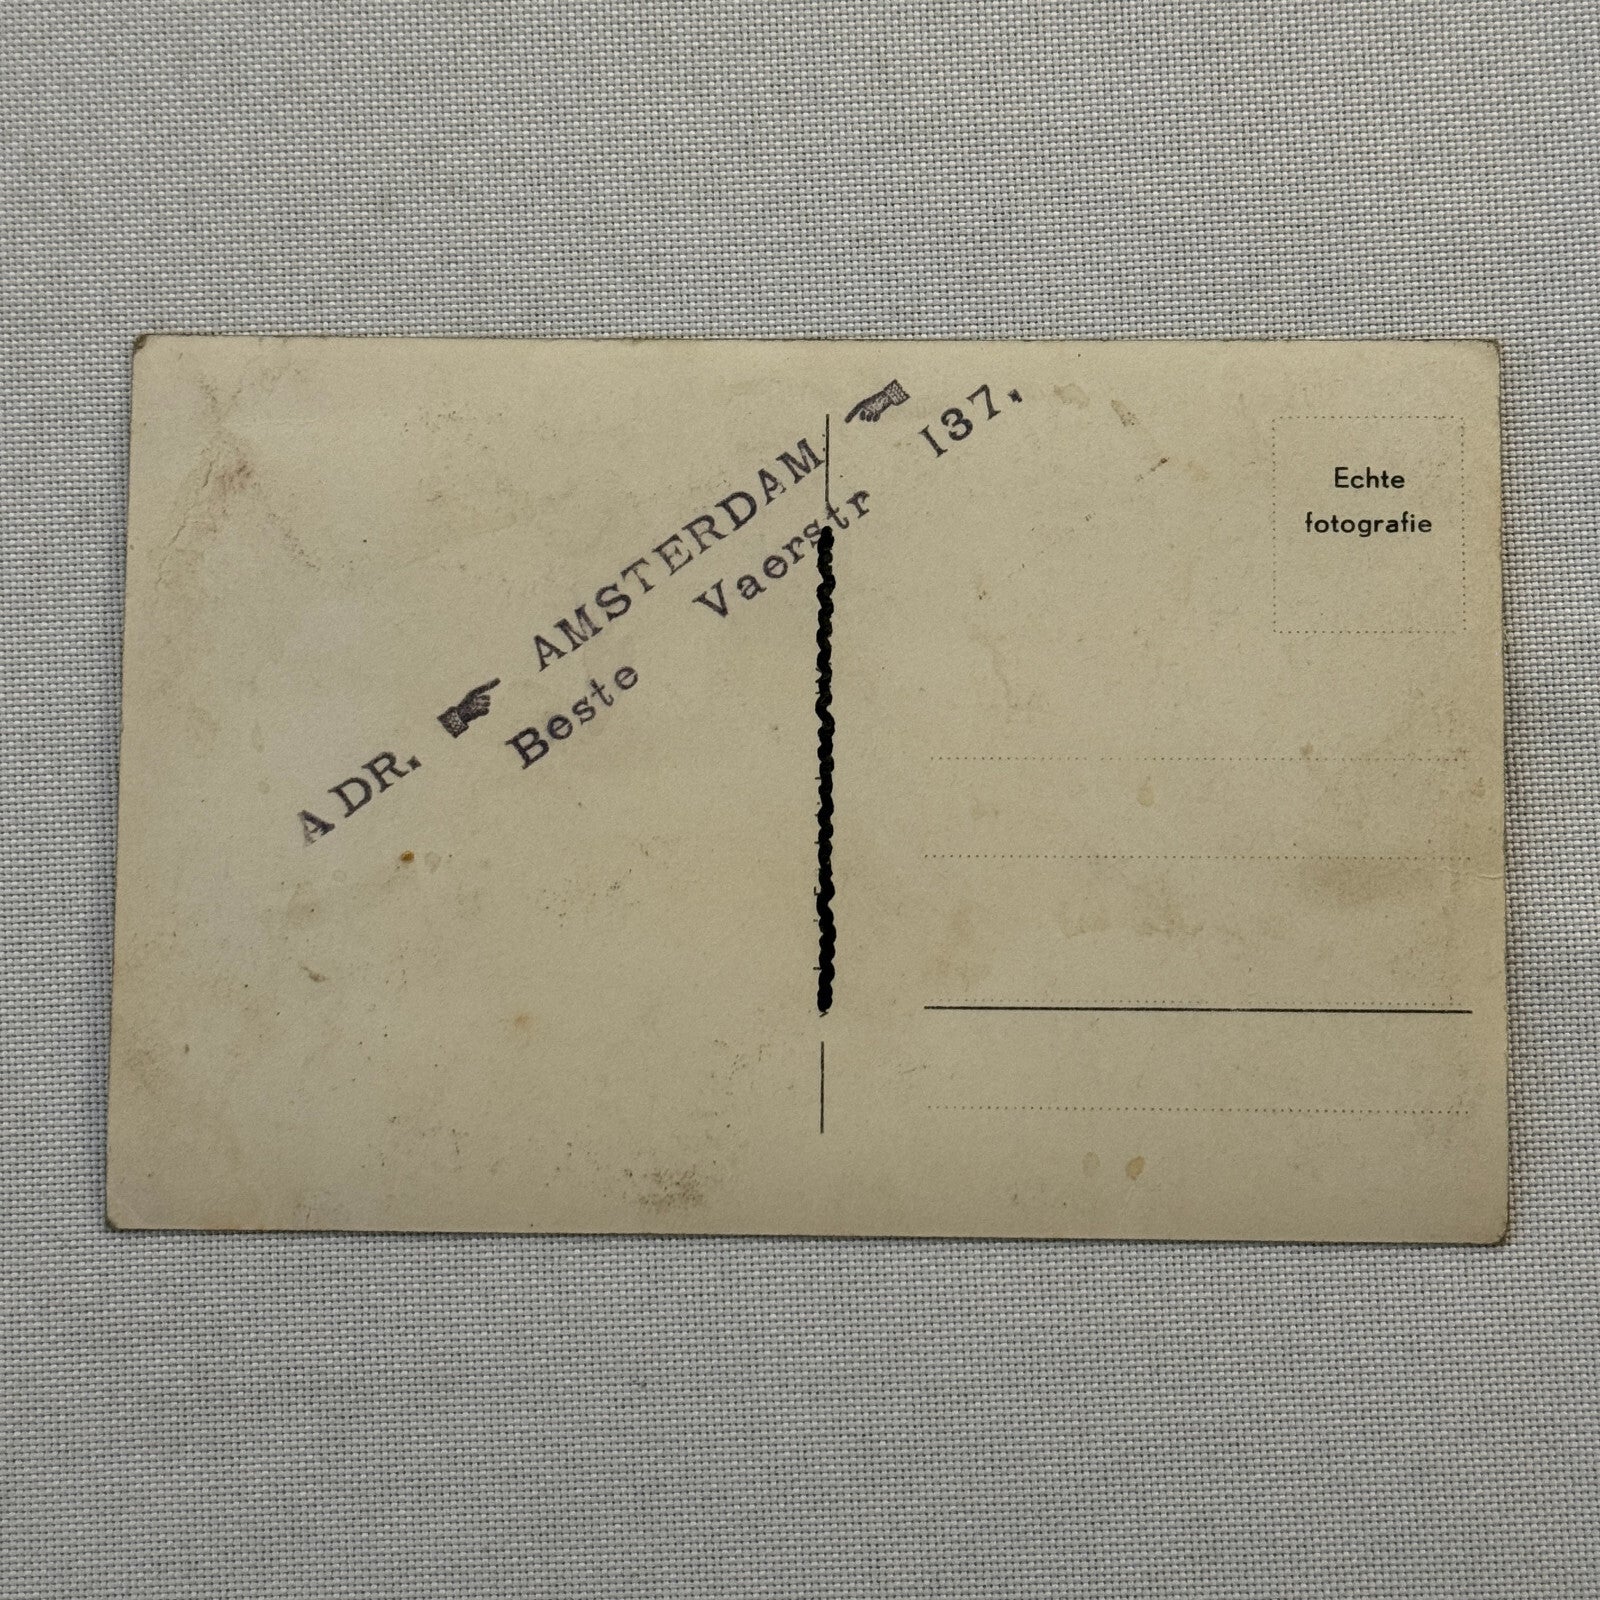 ADR. ☞ AMSTERDAM ☜
Beste Vaerstr 137.
Echte
fotografie